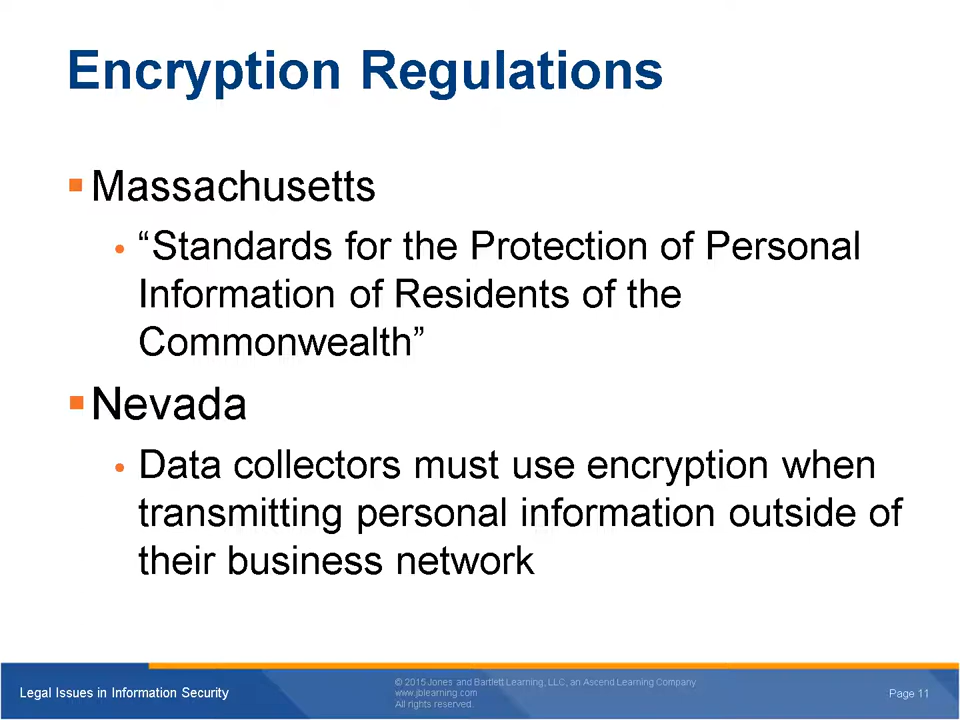 Encryption Regulations
Massachusetts
“Standards for the Protection of Personal
Information of Residents of the
Commonwealth”
Nevada
Data collectors must use encryption when
transmitting personal information outside of
their business network
Legal Issues in Information Security
© 2015 Jones and Bartlett Learning, LLC, an Ascend Learning Company
www.jblearning.com
All rights reserved.
Page 11